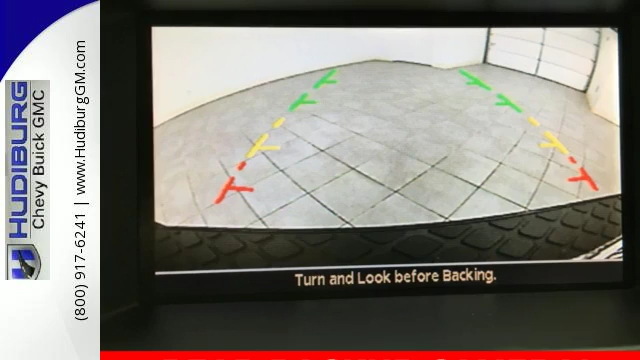 HUDIBURG
Chevy Buick GMC
(800) 917-6241 | www.HudiburgGM.com
Turn and Look before Backing.